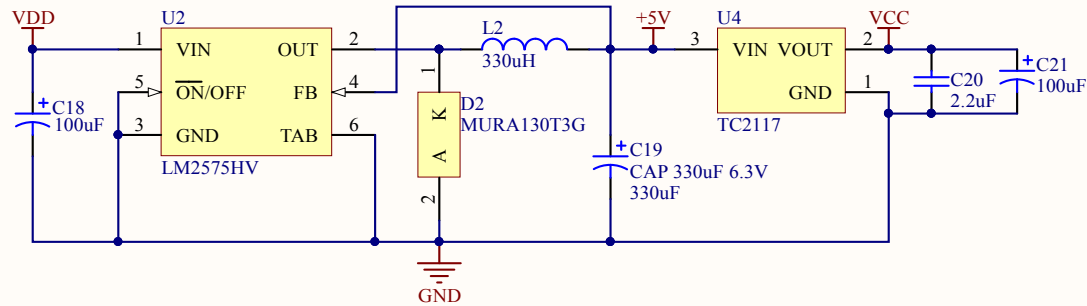 VDD
U2
1
VIN
OUT
2
5
ON/OFF
FB
4
3
GND
TAB
6
LM2575HV
+
C18
100uF
L2
330uH
1
D2
MURA130T3G
K
A
2
GND
+5V
+
C19
CAP 330uF 6.3V
330uF
U4
3
VIN
VOUT
2
GND
1
TC2117
VCC
C20
2.2uF
+
C21
100uF